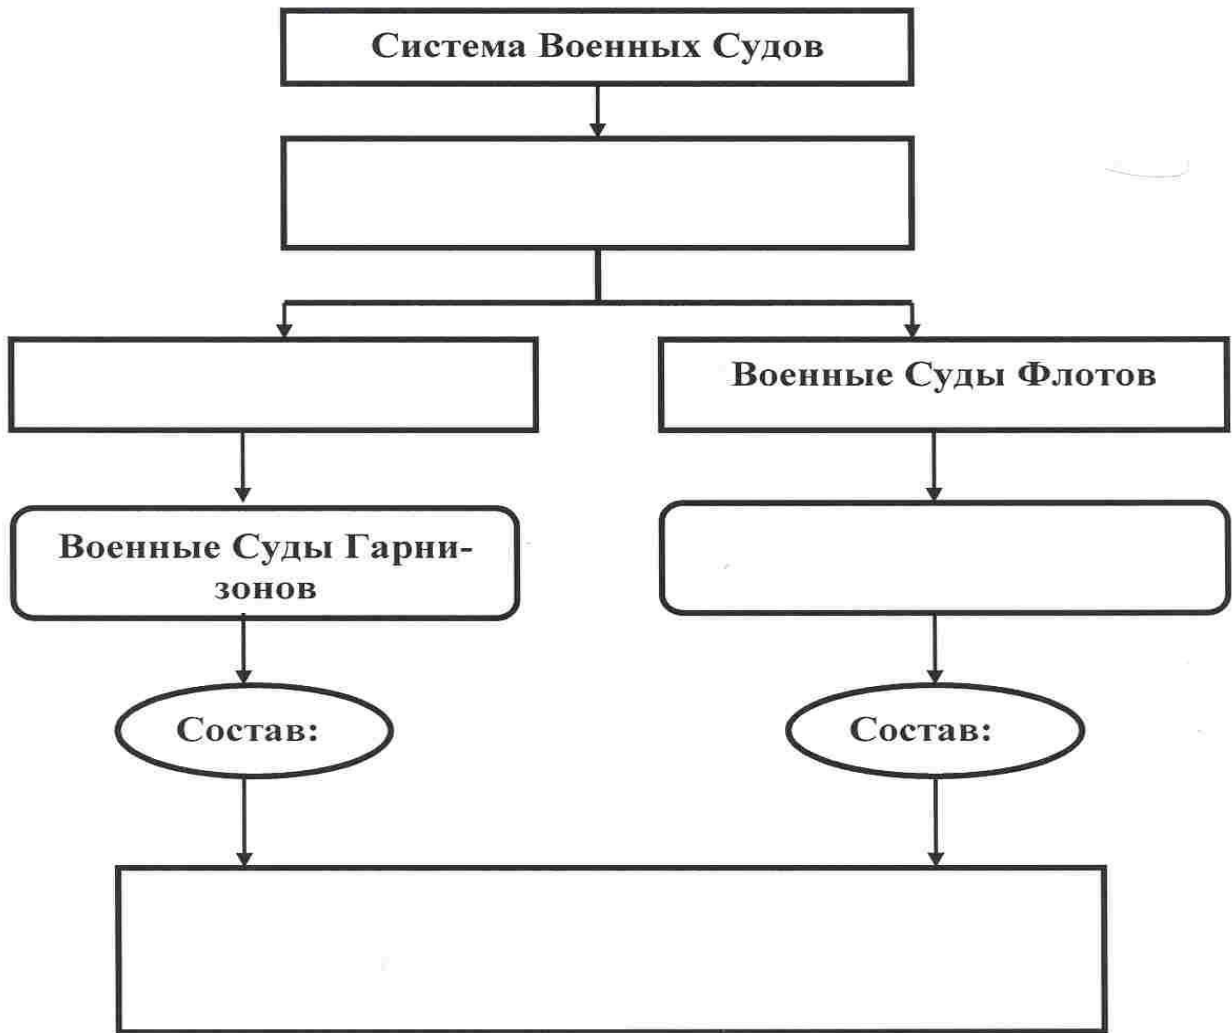 Система Военных Судов
Военные Суды Флотов
Военные Суды Гарни-
зонов
Состав:
Состав: